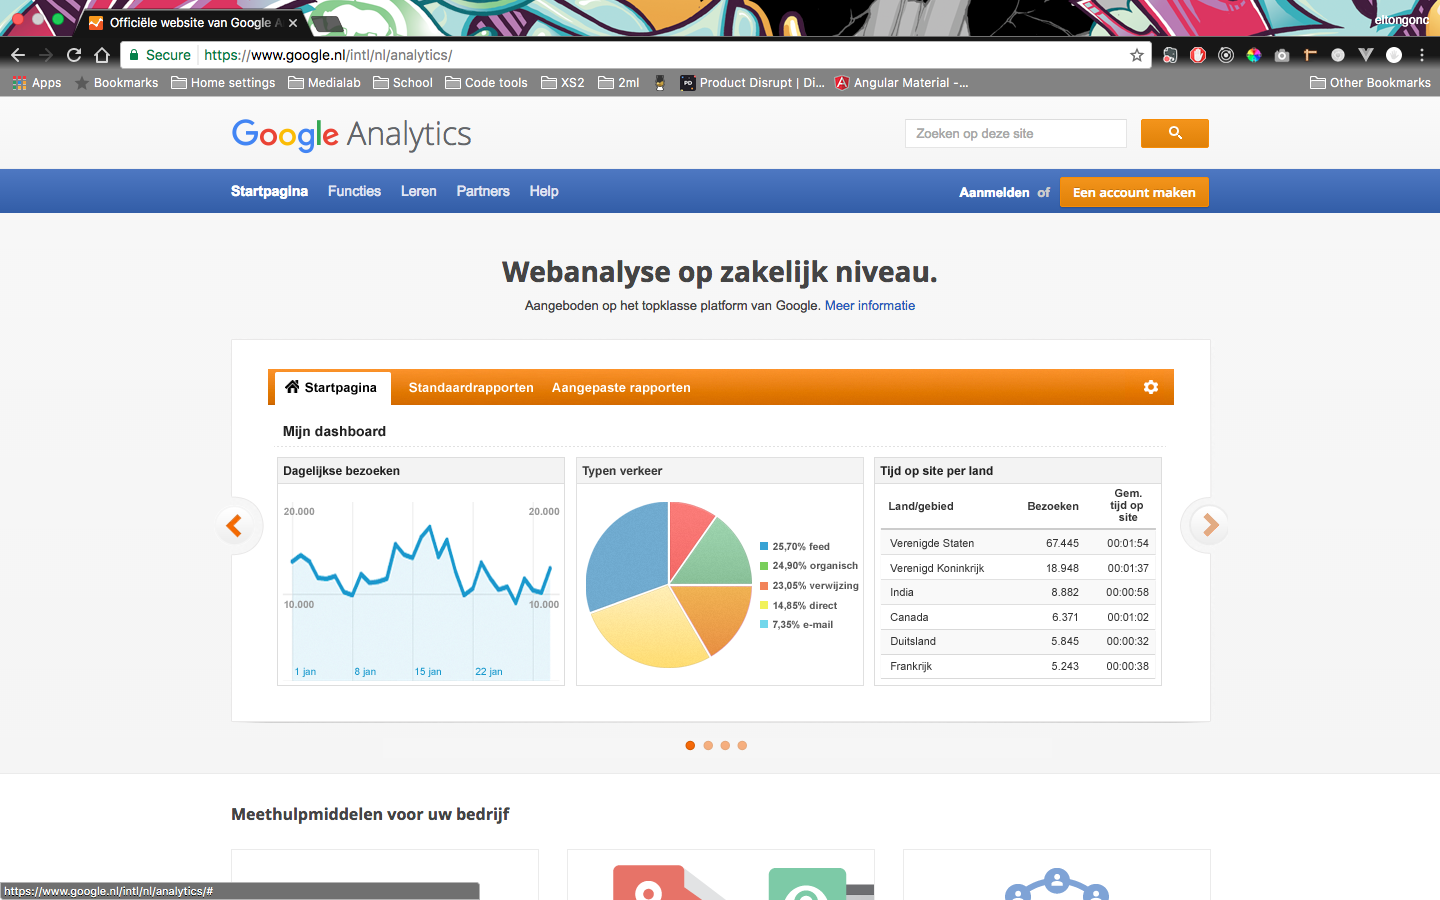 Officiële website van Google A
eltongonc
Secure https://www.google.nl/intl/nl/analytics/
Apps Bookmarks Home settings Medialab School Code tools XS2 2ml PD Product Disrupt | Di... Angular Material -... Other Bookmarks
Google Analytics
Zoeken op deze site
Startpagina Functies Leren Partners Help
Aanmelden of Een account maken
Webanalyse op zakelijk niveau.
Aangeboden op het topklasse platform van Google. Meer informatie
Startpagina Standaardrapporten Aangepaste rapporten
Mijn dashboard
Dagelijkse bezoeken
20.000 20.000
10.000 10.000
1 jan 8 jan 15 jan 22 jan
Typen verkeer
25,70% feed
24,90% organisch
23,05% verwijzing
14,85% direct
7,35% e-mail
Tijd op site per land
Land/gebied Bezoeken Gem. tijd op site
Verenigde Staten 67.445 00:01:54
Verenigd Koninkrijk 18.948 00:01:37
India 8.882 00:00:58
Canada 6.371 00:01:02
Duitsland 5.845 00:00:32
Frankrijk 5.243 00:00:38
Meethulpmiddelen voor uw bedrijf
https://www.google.nl/intl/nl/analytics/#